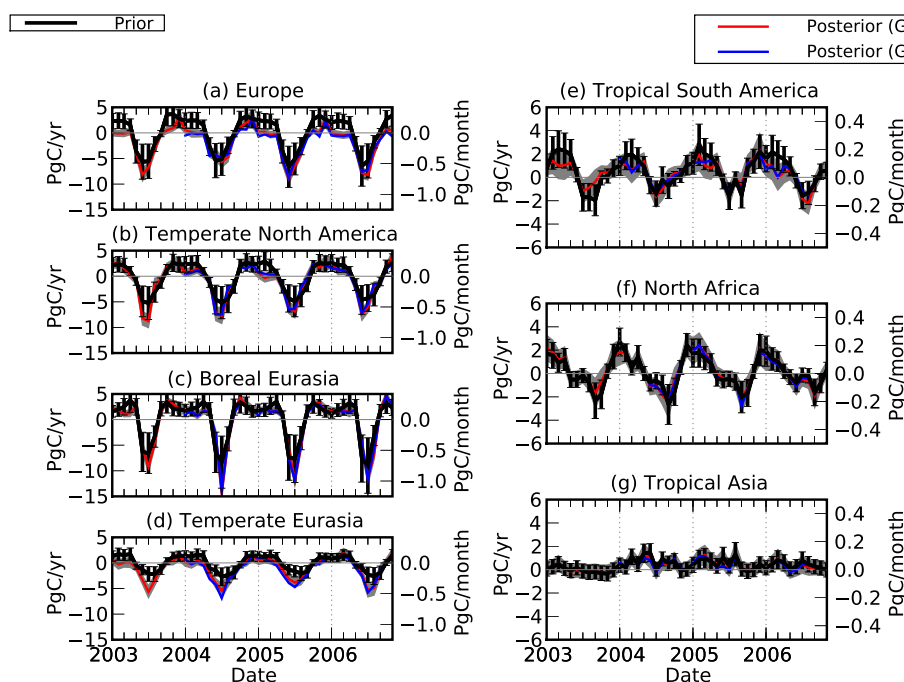 Prior
Posterior (G
Posterior (G
(a) Europe
PgC/yr
5
0
−5
−10
−15
0.0
−0.5
−1.0
PgC/month
(b) Temperate North America
PgC/yr
5
0
−5
−10
−15
0.0
−0.5
−1.0
PgC/month
(c) Boreal Eurasia
PgC/yr
5
0
−5
−10
−15
0.0
−0.5
−1.0
PgC/month
(d) Temperate Eurasia
PgC/yr
5
0
−5
−10
−15
0.0
−0.5
−1.0
PgC/month
2003 2004 2005 2006
Date
(e) Tropical South America
PgC/yr
6
4
2
0
−2
−4
−6
0.4
0.2
0.0
−0.2
−0.4
PgC/month
(f) North Africa
PgC/yr
6
4
2
0
−2
−4
−6
0.4
0.2
0.0
−0.2
−0.4
PgC/month
(g) Tropical Asia
PgC/yr
6
4
2
0
−2
−4
−6
0.4
0.2
0.0
−0.2
−0.4
PgC/month
2003 2004 2005 2006
Date